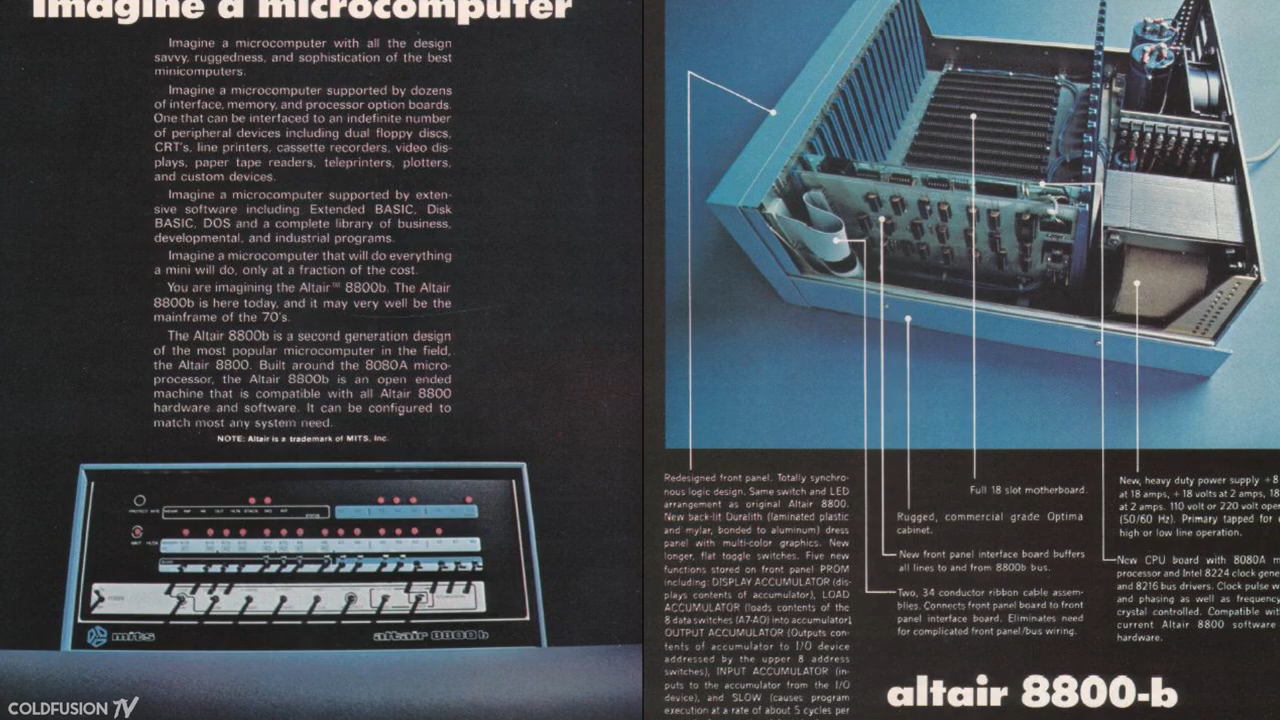 Imagine a microcomputer
Imagine a microcomputer with all the design
savvy, ruggedness, and sophistication of the best
minicomputers.
Imagine a microcomputer supported by dozens
of interface, memory, and processor option boards.
One that can be interfaced to an indefinite number
of peripheral devices including dual floppy discs,
CRT's, line printers, cassette recorders, video dis-
plays, paper tape readers, teleprinters, plotters,
and custom devices.
Imagine a microcomputer supported by exten-
sive software including Extended BASIC, Disk
BASIC, DOS and a complete library of business,
developmental, and industrial programs.
Imagine a microcomputer that will do everything
a mini will do, only at a fraction of the cost.
You are imagining the Altair™ 8800b. The Altair
8800b is here today, and it may very well be the
mainframe of the 70's.
The Altair 8800b is a second generation design
of the most popular microcomputer in the field,
the Altair 8800. Built around the 8080A micro-
processor, the Altair 8800b is an open ended
machine that is compatible with all Altair 8800
hardware and software. It can be configured to
match most any system need.
NOTE: Altair is a trademark of MITS, Inc.
mits
altair 8800b
COLDFUSION TV
Redesigned front panel. Totally synchro-
nous logic design. Same switch and LED
arrangement as original Altair 8800.
New back-lit Duralith (laminated plastic
and mylar, bonded to aluminum) dress
panel with multi-color graphics. New
longer, flat toggle switches. Five new
functions stored on front panel PROM
including: DISPLAY ACCUMULATOR (dis-
plays contents of accumulator), LOAD
ACCUMULATOR (loads contents of the
8 data switches (A7-A0) into accumulator),
OUTPUT ACCUMULATOR (Outputs con-
tents of accumulator to I/O device
addressed by the upper 8 address
switches), INPUT ACCUMULATOR (in-
puts to the accumulator from the I/O
device), and SLOW (causes program
execution at a rate of about 5 cycles per
Full 18 slot motherboard.
Rugged, commercial grade Optima
cabinet.
New front panel interface board buffers
all lines to and from 8800b bus.
Two, 34 conductor ribbon cable assem-
blies. Connects front panel board to front
panel interface board. Eliminates need
for complicated front panel/bus wiring.
New, heavy duty power supply +8
at 18 amps, +18 volts at 2 amps, 18
at 2 amps. 110 volt or 220 volt oper
(50/60 Hz). Primary tapped for
high or low line operation.
New CPU board with 8080A m
processor and Intel 8224 clock gene
and 8216 bus drivers. Clock pulse w
and phasing as well as frequency
crystal controlled. Compatible wit
current Altair 8800 software
hardware.
altair 8800-b